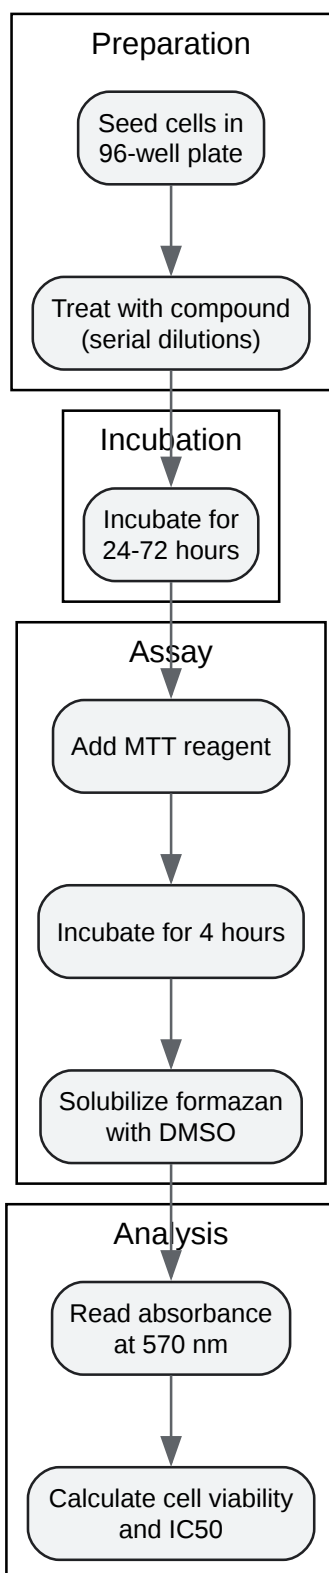 Preparation
Seed cells in
96-well plate
Treat with compound
(serial dilutions)
Incubation
Incubate for
24-72 hours
Assay
Add MTT reagent
Incubate for 4 hours
Solubilize formazan
with DMSO
Analysis
Read absorbance
at 570 nm
Calculate cell viability
and IC50